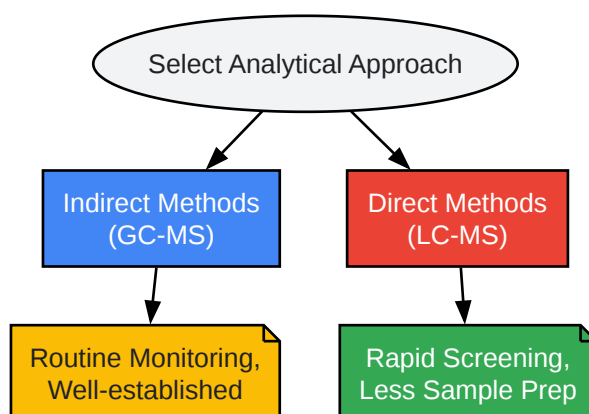 Select Analytical Approach
Indirect Methods
(GC-MS)
Direct Methods
(LC-MS)
Routine Monitoring,
Well-established
Rapid Screening,
Less Sample Prep